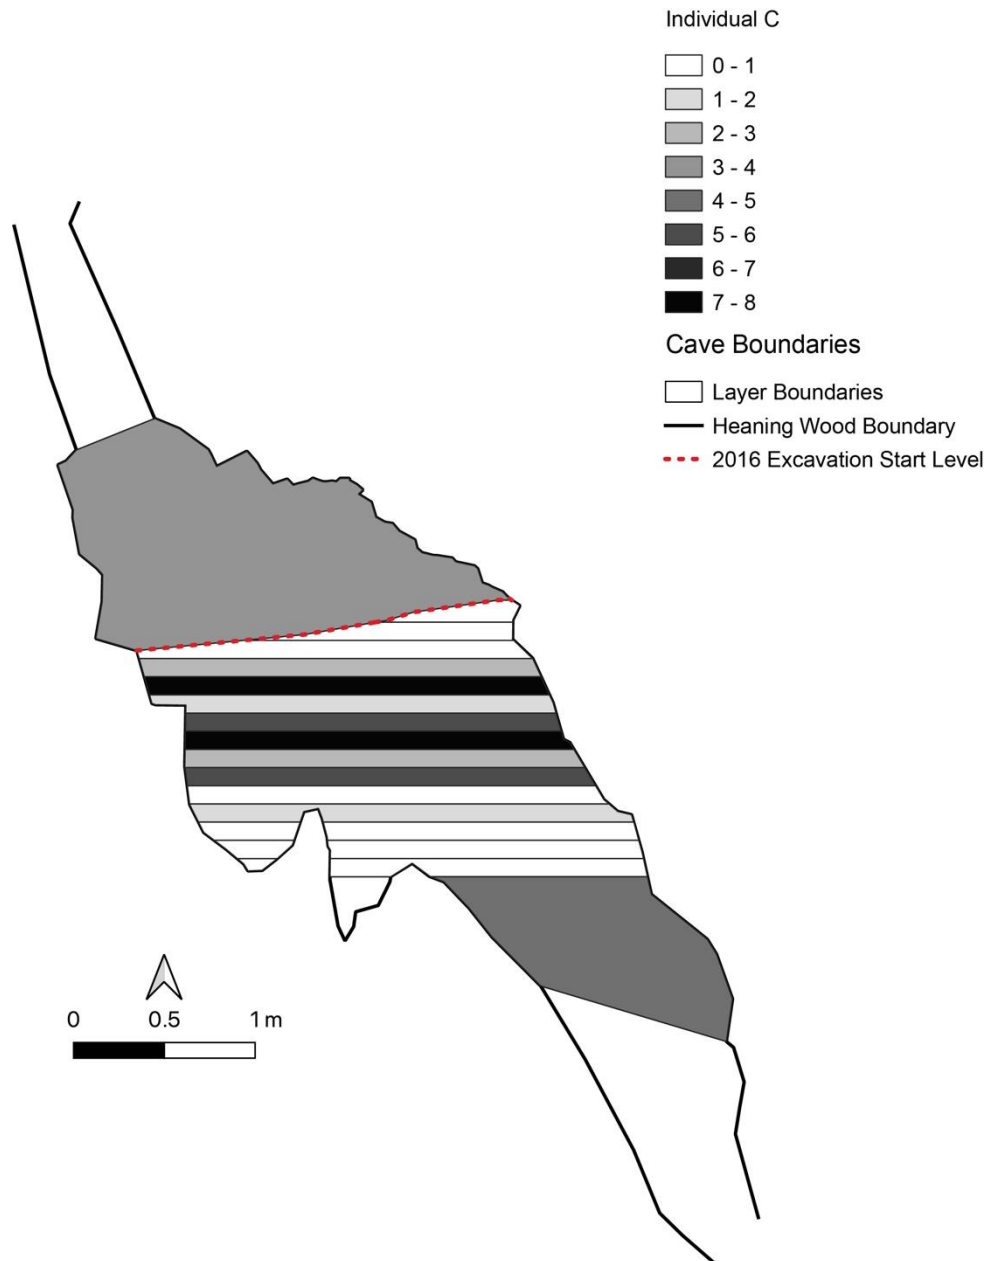 Individual C
0 - 1
1 - 2
2 - 3
3 - 4
4 - 5
5 - 6
6 - 7
7 - 8
Cave Boundaries
Layer Boundaries
Heaning Wood Boundary
2016 Excavation Start Level
0 0.5 1 m